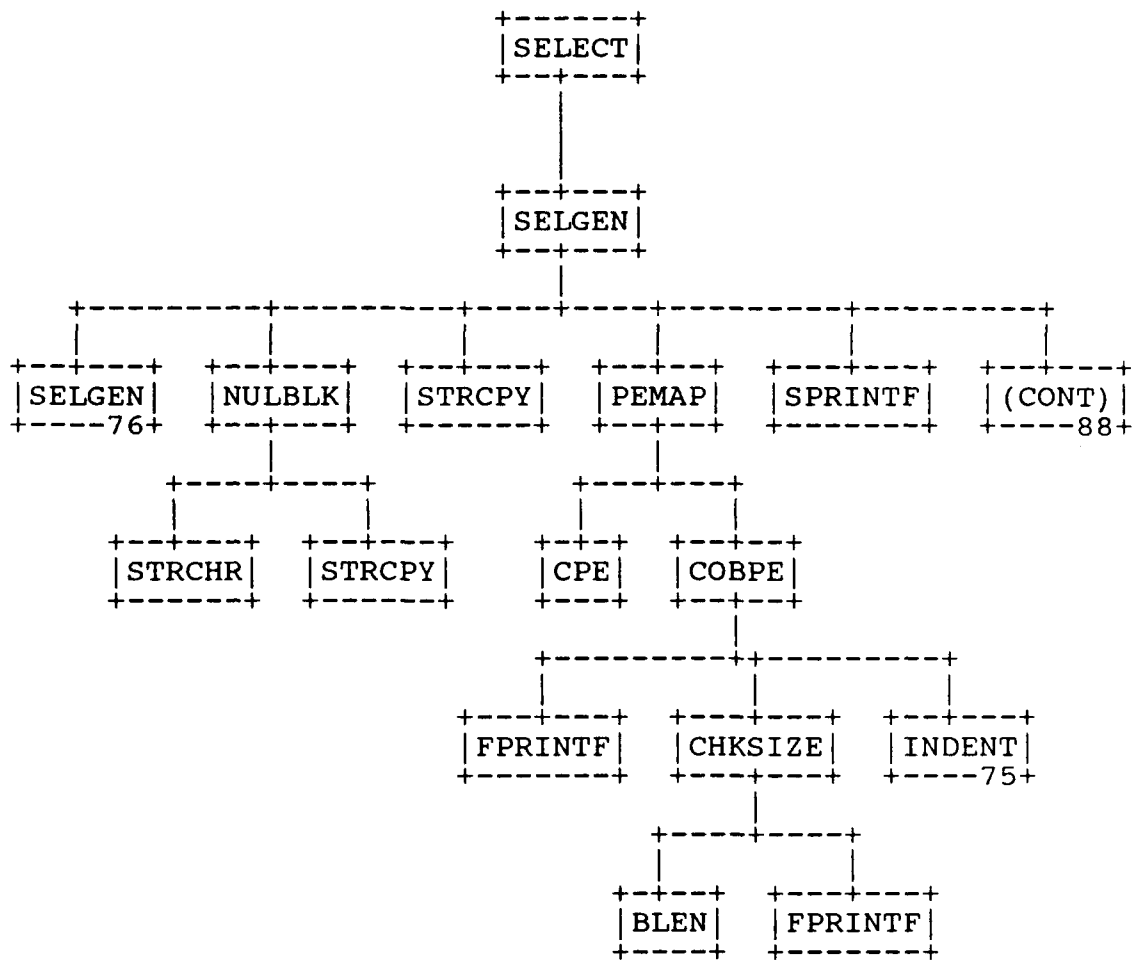 SELECT
SELGEN
SELGEN NULBLK STRCPY PEMAP SPRINTF (CONT)
76 88
STRCHR STRCPY CPE COBPE
FPRINTF CHKSIZE INDENT
75
BLEN FPRINTF